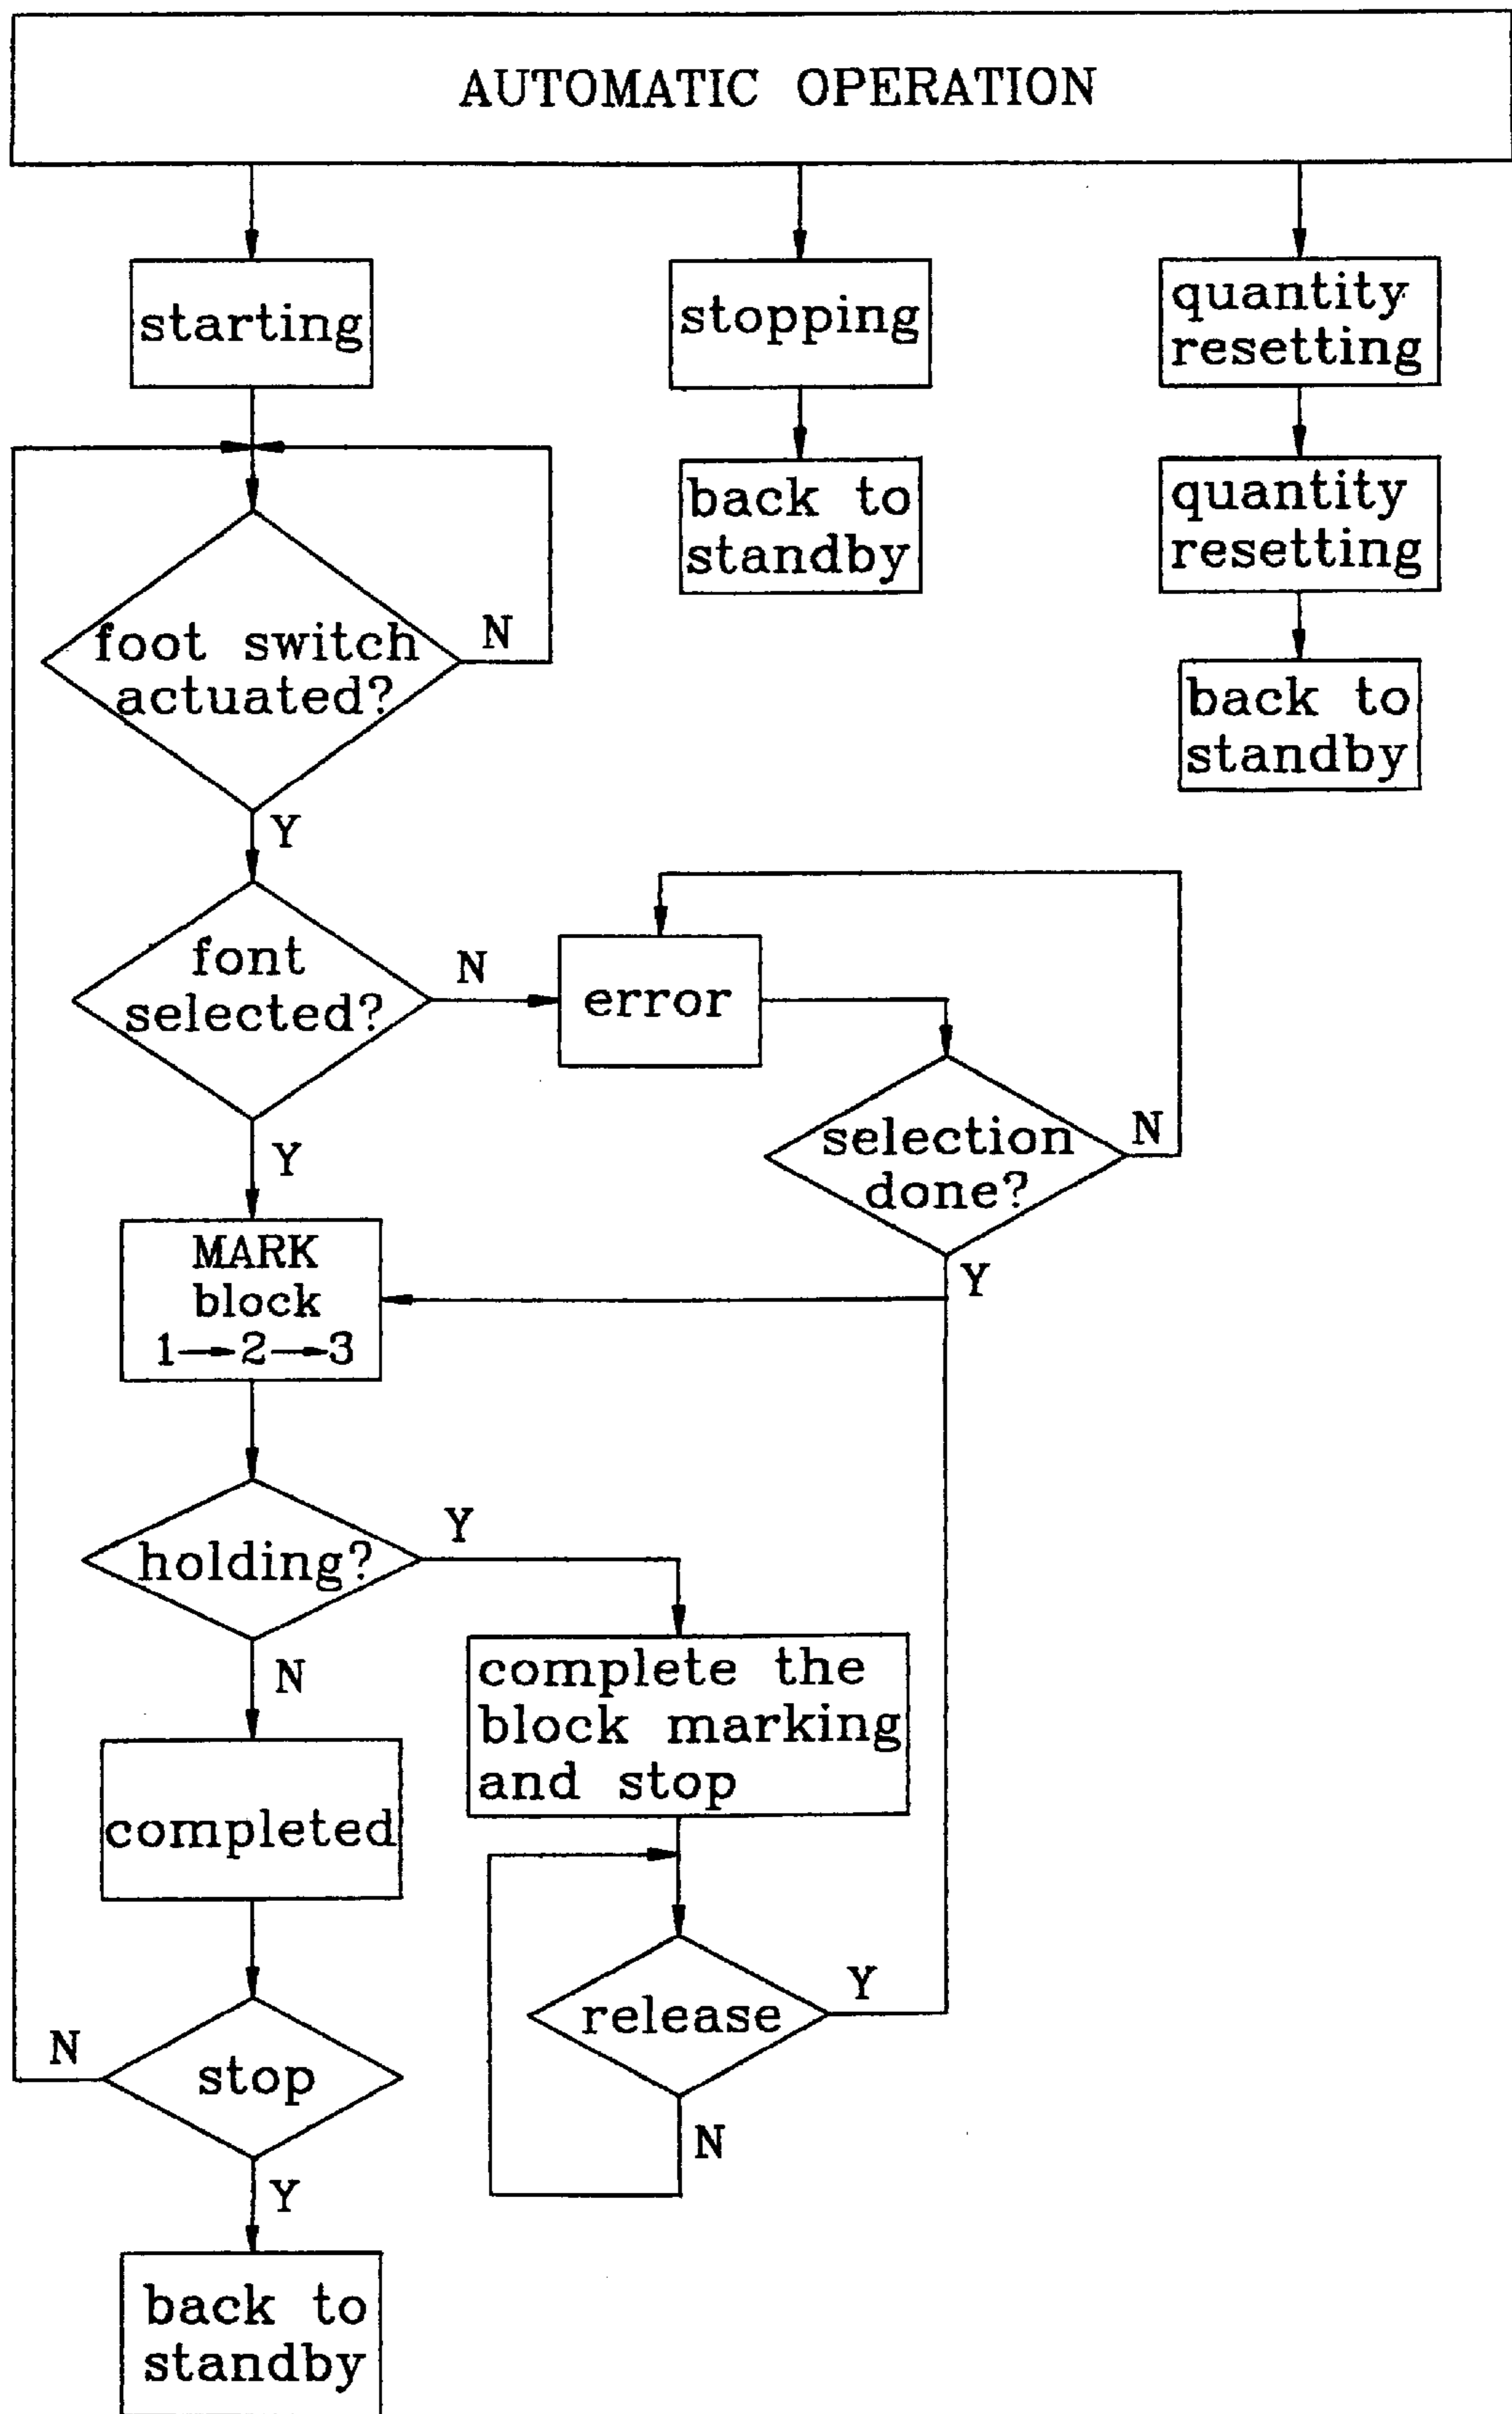 AUTOMATIC OPERATION
starting
stopping
quantity
resetting
back to
standby
quantity
resetting
back to
standby
foot switch
actuated?
N
Y
font
selected?
N
error
selection
done?
N
Y
Y
MARK
block
1→2→3
holding?
Y
N
complete the
block marking
and stop
completed
release
Y
N
stop
N
Y
back to
standby